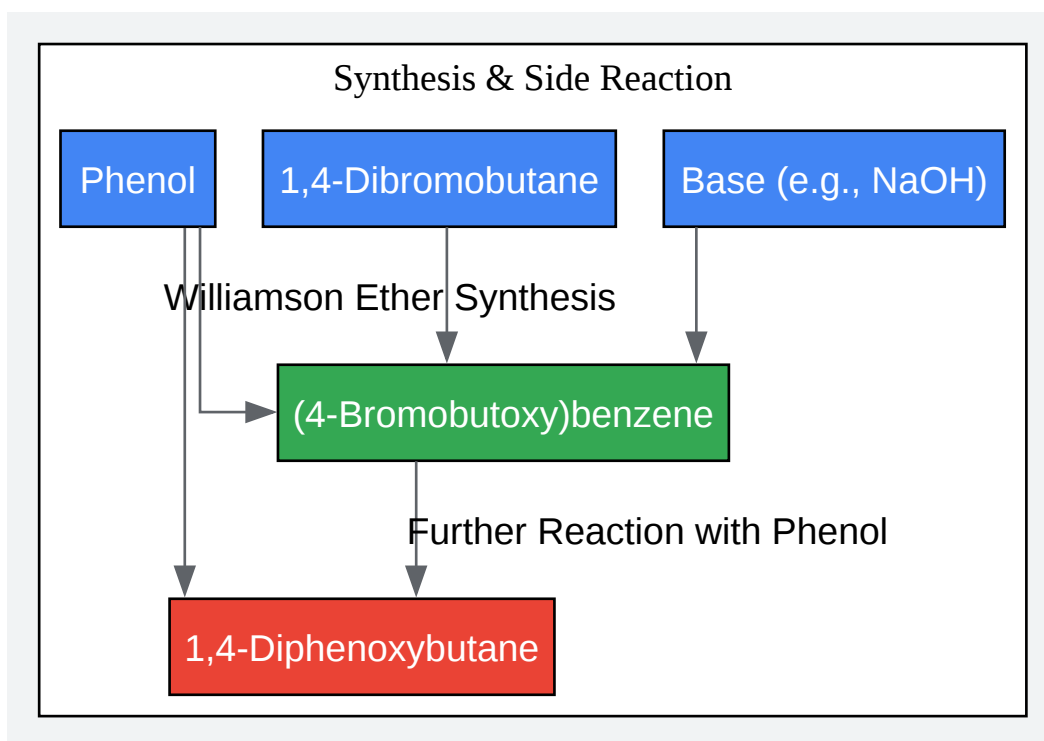 Synthesis & Side Reaction
Phenol
1,4-Dibromobutane
Base (e.g., NaOH)
Williamson Ether Synthesis
(4-Bromobutoxy)benzene
Further Reaction with Phenol
1,4-Diphenoxybutane